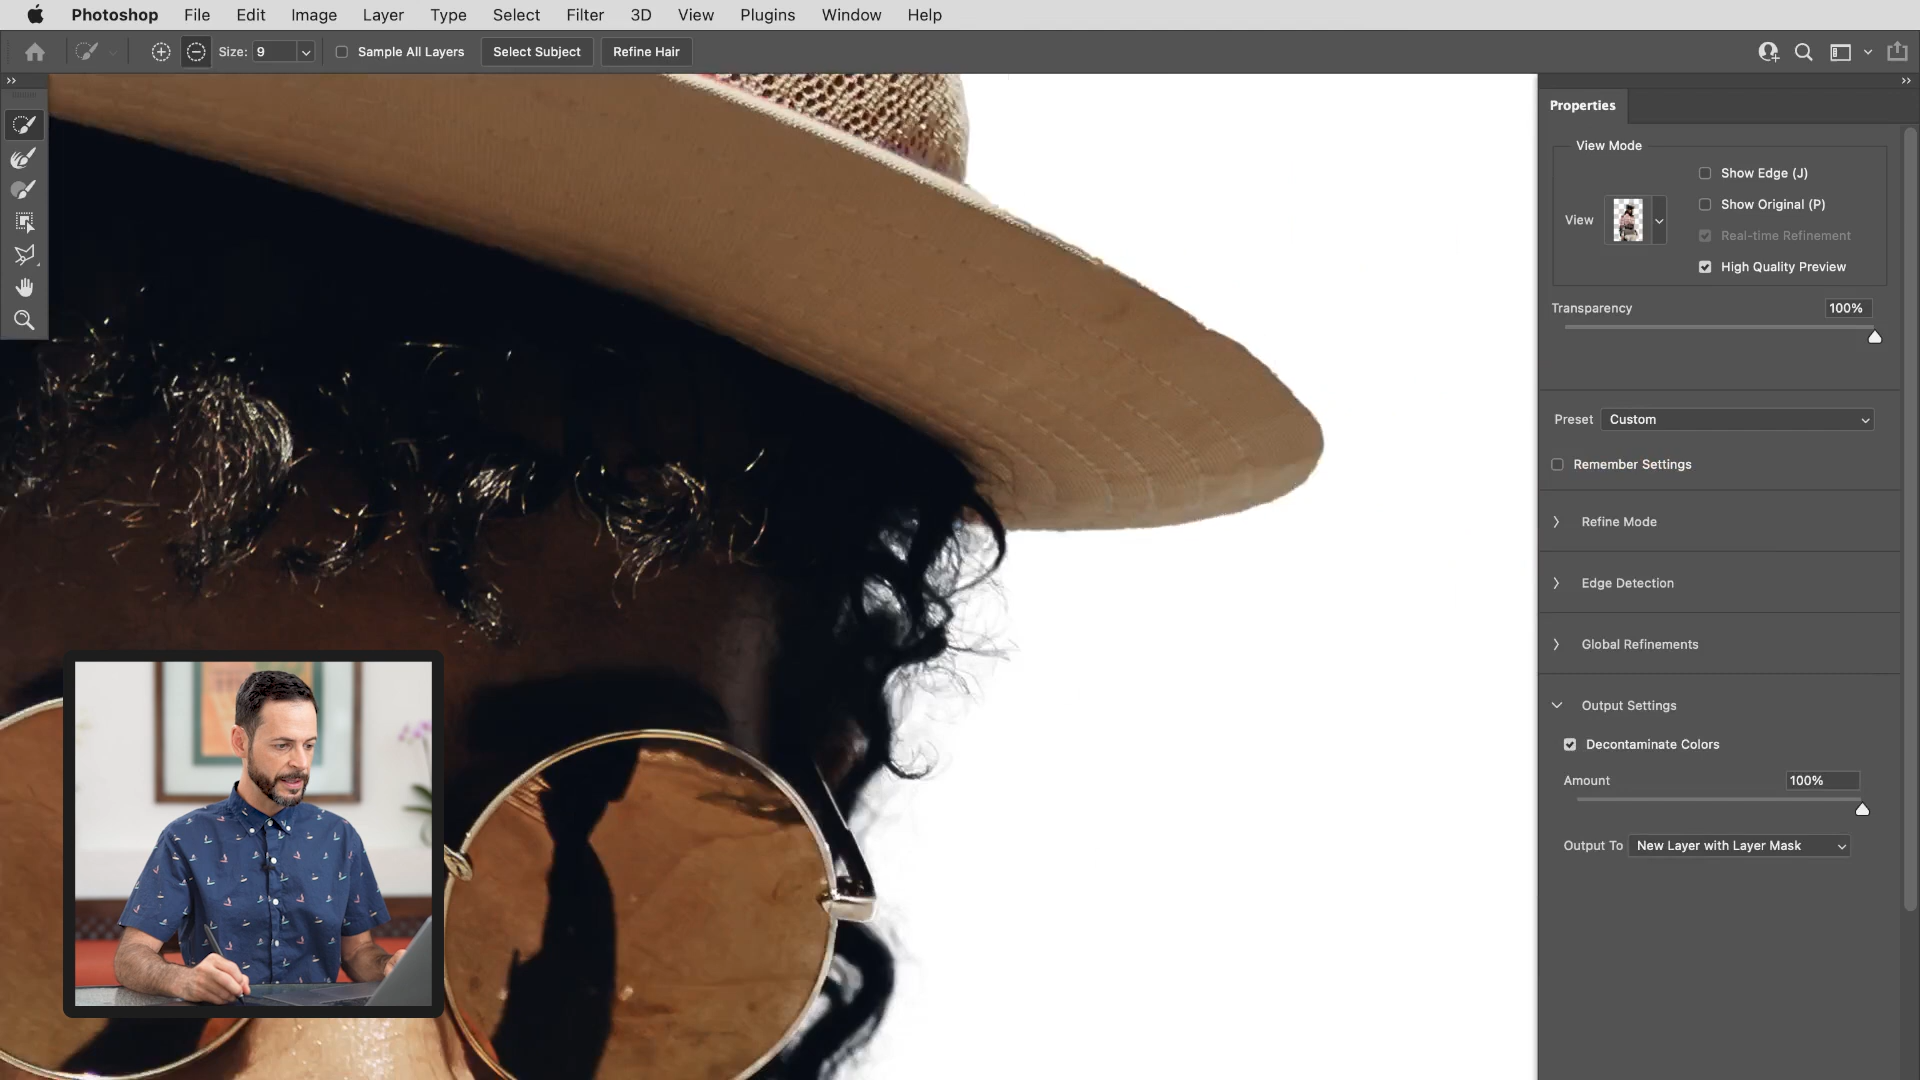 Photoshop File Edit Image Layer Type Select Filter 3D View Plugins Window Help
Size: 9 Sample All Layers Select Subject Refine Hair
Properties
View Mode
Show Edge (J)
View
Show Original (P)
Real-time Refinement
High Quality Preview
Transparency 100%
Preset Custom
Remember Settings
Refine Mode
Edge Detection
Global Refinements
Output Settings
Decontaminate Colors
Amount 100%
Output To New Layer with Layer Mask